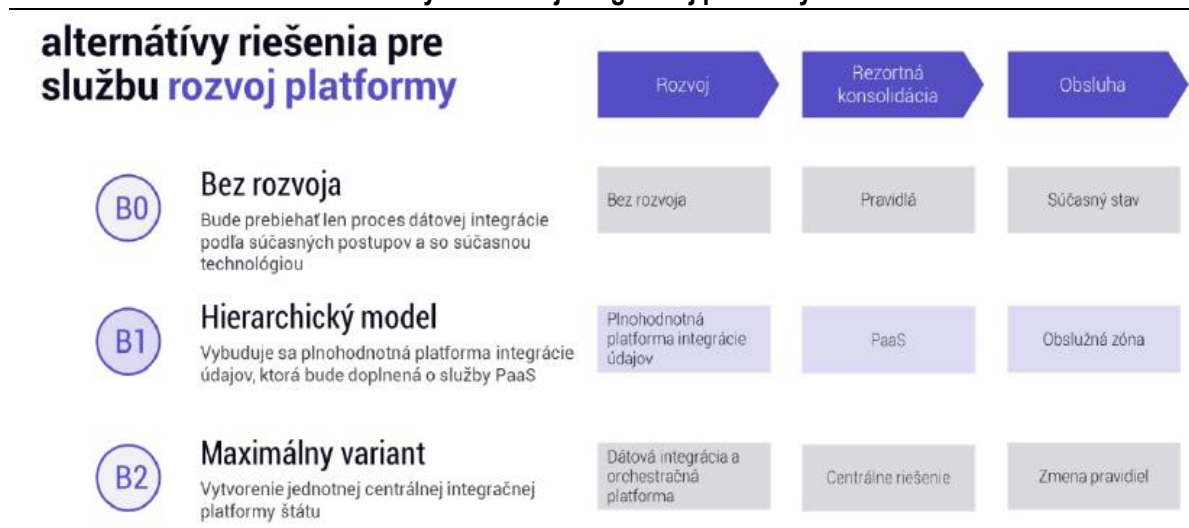 alternátívy riešenia pre
službu rozvoj platformy
Rozvoj
Rezortná
konsolidácia
Obsluha
B0
Bez rozvoja
Bude prebiehať len proces dátovej integrácie
podľa súčasných postupov a so súčasnou
technológiou
Bez rozvoja
Pravidlá
Súčasný stav
B1
Hierarchický model
Vybuduje sa plnohodnotná platforma integrácie
údajov, ktorá bude doplnená o služby PaaS
Plnohodnotná
platforma integrácie
údajov
PaaS
Obslužná zóna
B2
Maximálny variant
Vytvorenie jednotnej centrálnej integračnej
platformy štátu
Dátová integrácia a
orchestračná
platforma
Centrálne riešenie
Zmena pravidiel